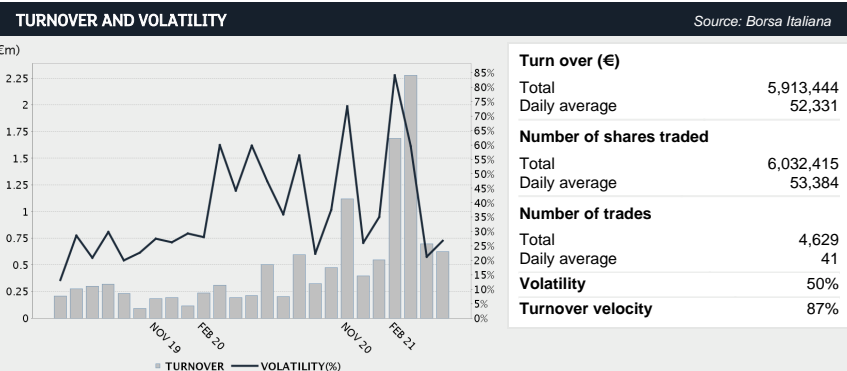 TURNOVER AND VOLATILITY
Source: Borsa Italiana
€m)
2.25
2
1.75
1.5
1.25
1
0.75
0.5
0.25
0
85%
80%
75%
70%
65%
60%
55%
50%
45%
40%
35%
30%
25%
20%
15%
10%
5%
0%
NOV 19
FEB 20
NOV 20
FEB 21
TURNOVER
VOLATILITY(%)
Turn over (€)
Total 5,913,444
Daily average 52,331
Number of shares traded
Total 6,032,415
Daily average 53,384
Number of trades
Total 4,629
Daily average 41
Volatility 50%
Turnover velocity 87%